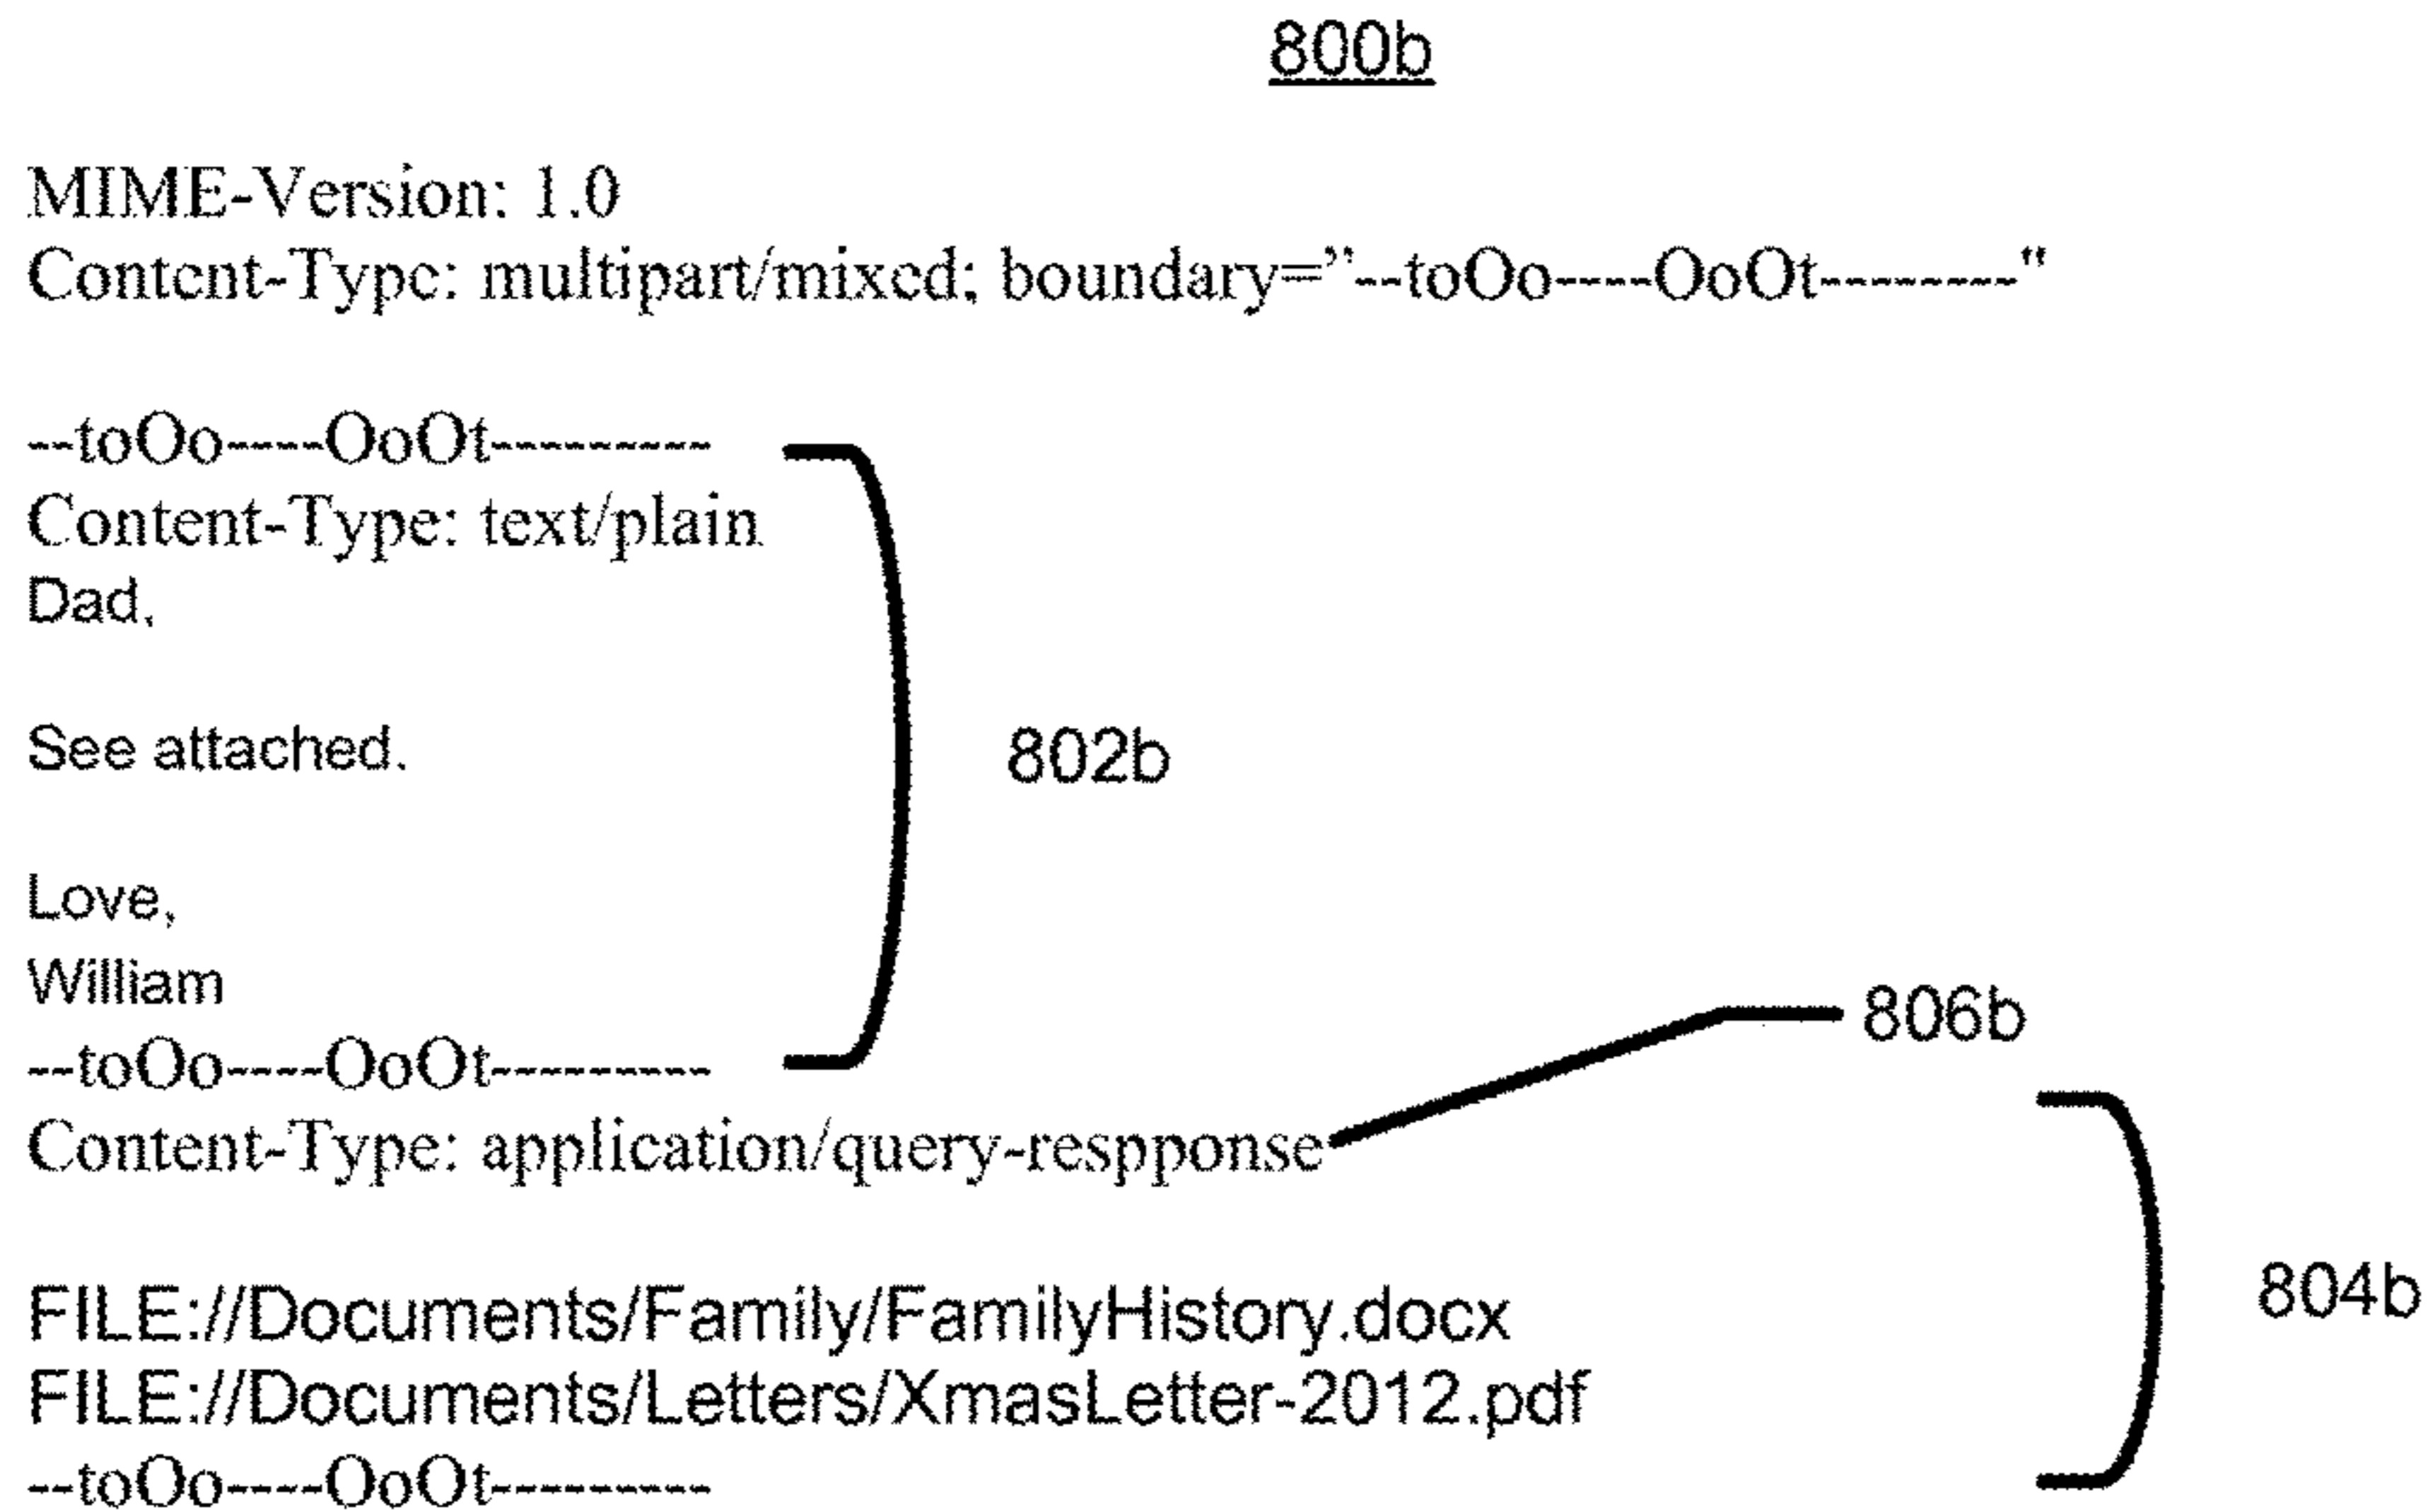 800b
MIME-Version: 1.0
Content-Type: multipart/mixed; boundary=”--toOo----OoOt--------"
--toOo----OoOt---------
Content-Type: text/plain
Dad,
See attached.
802b
Love,
William
806b
--toOo----OoOt---------
Content-Type: application/query-respponse
FILE://Documents/Family/FamilyHistory.docx
804b
FILE://Documents/Letters/XmasLetter-2012.pdf
--toOo----OoOt---------